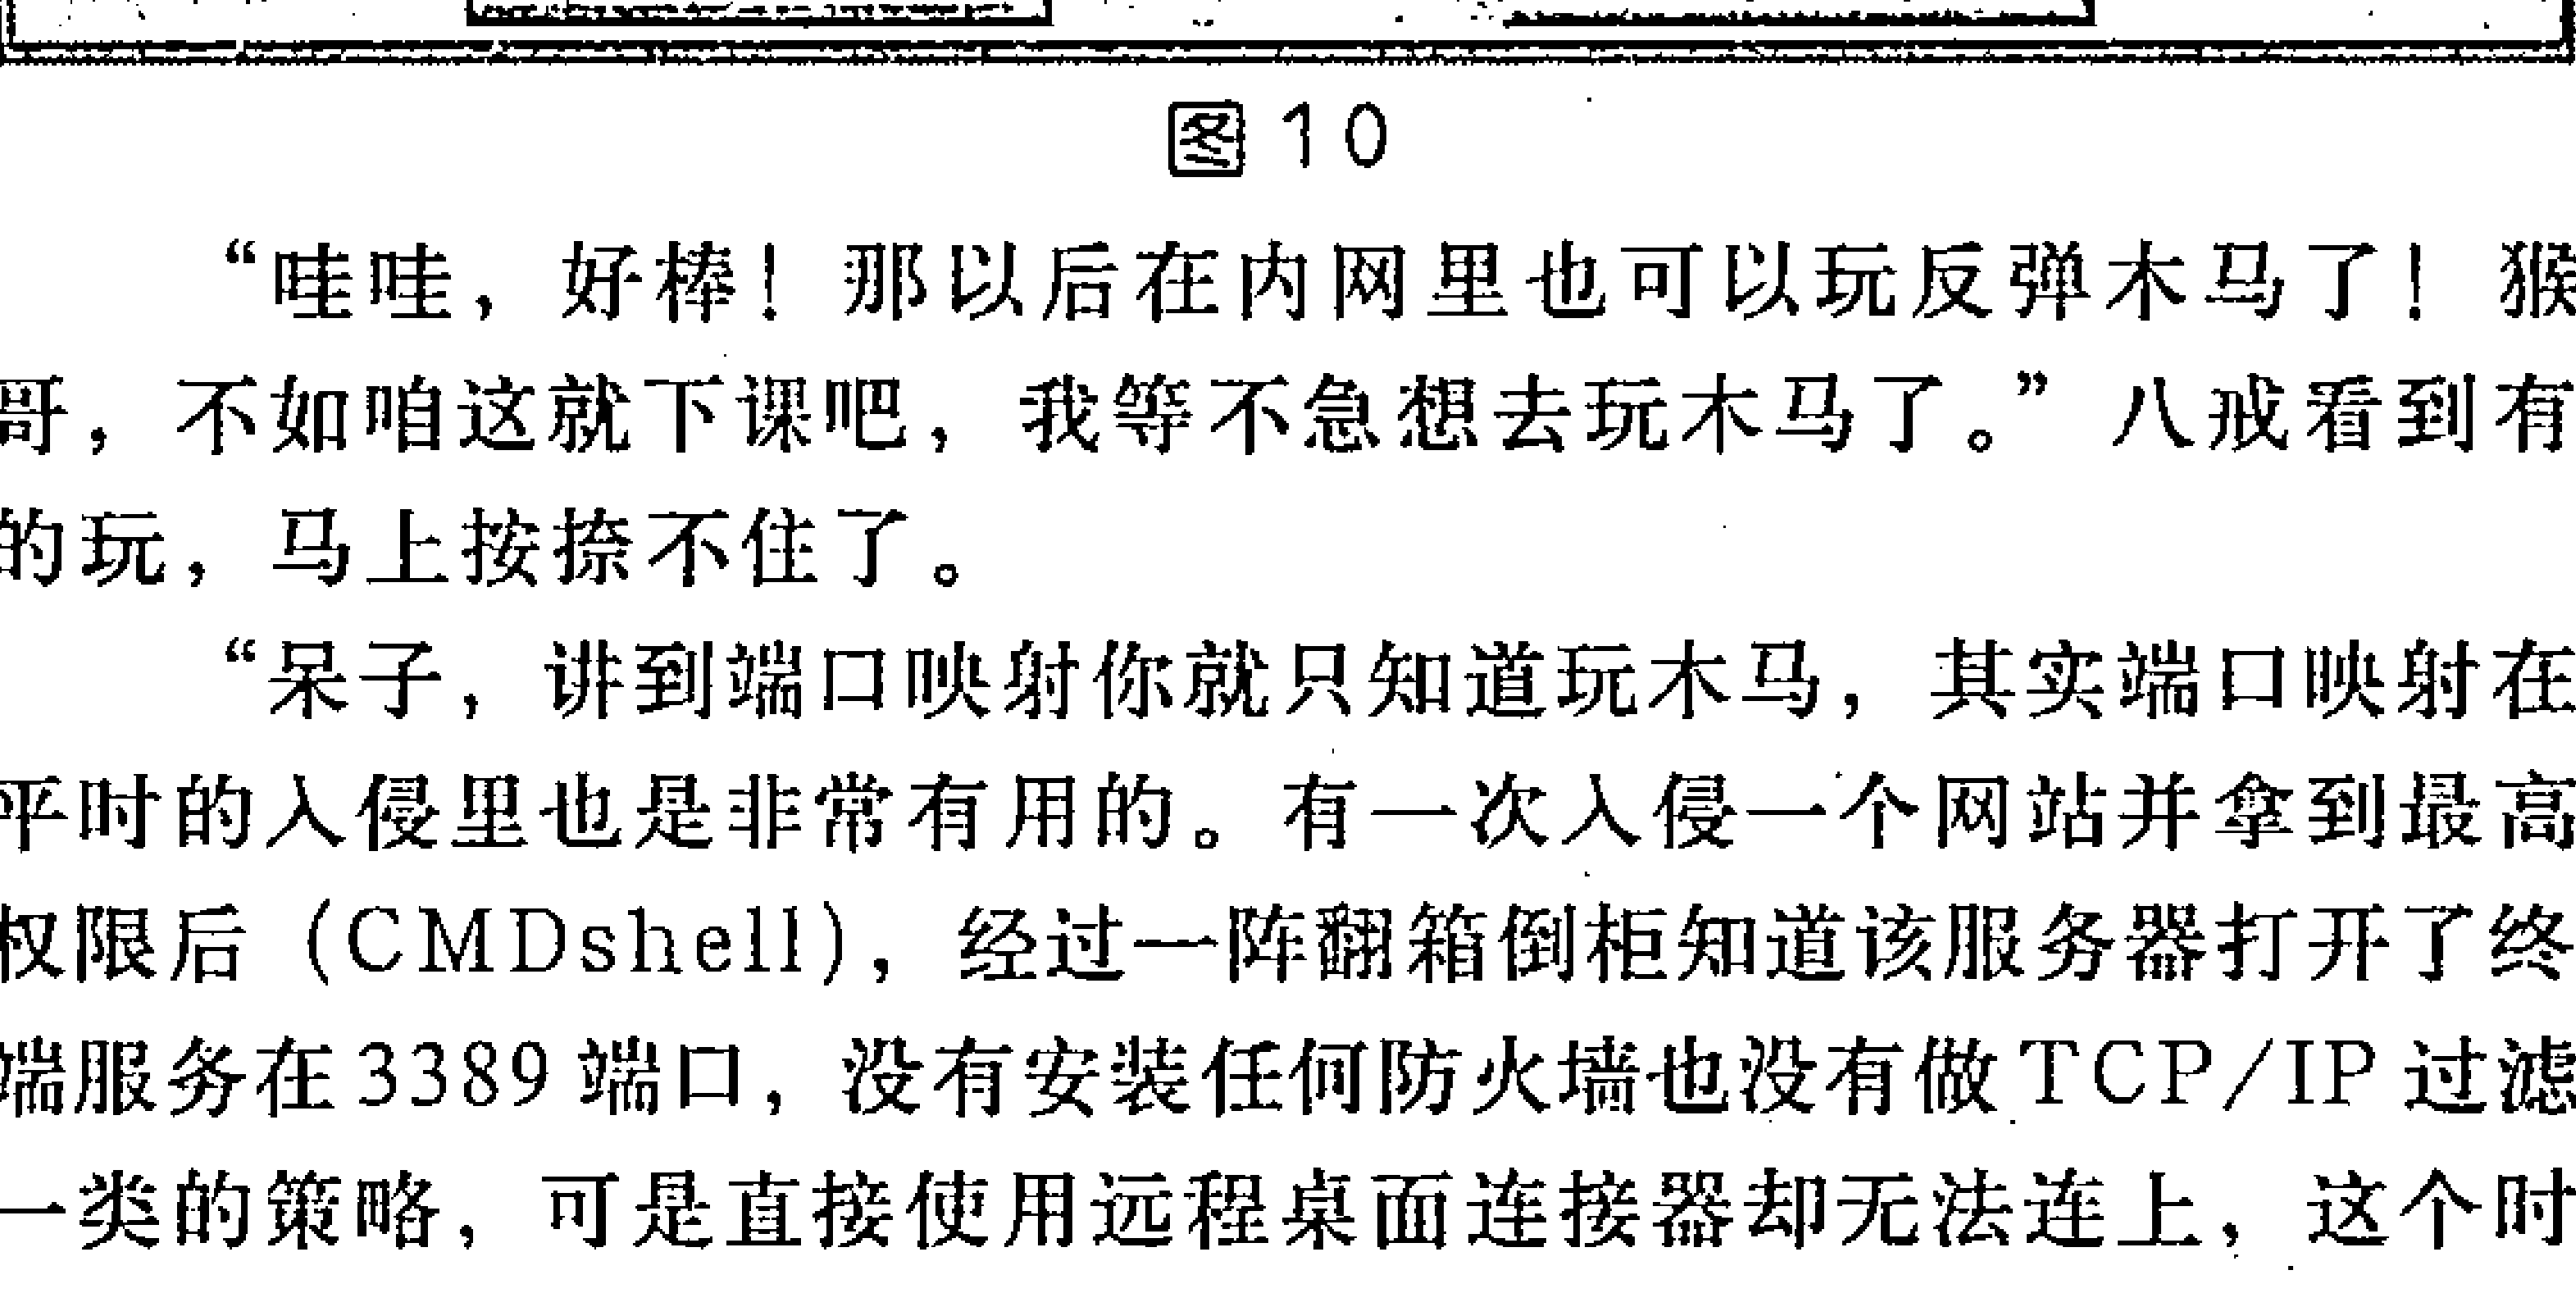 图10
“哇哇，好棒！那以后在内网里也可以玩反弹木马了！猴
哥，不如咱这就下课吧，我等不急想去玩木马了。”八戒看到有
的玩，马上按捺不住了。
“呆子，讲到端口映射你就只知道玩木马，其实端口映射在
平时的入侵里也是非常有用的。有一次入侵一个网站并拿到最高
权限后（CMDshell），经过一阵翻箱倒柜知道该服务器打开了终
端服务在3389端口，没有安装任何防火墙也没有做TCP/IP过滤
一类的策略，可是直接使用远程桌面连接器却无法连上，这个时